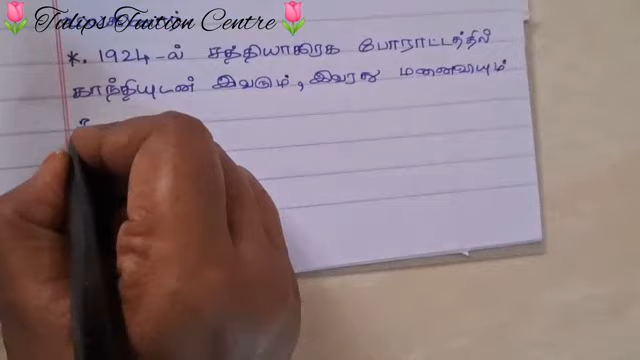 Tulips Tuition Centre
*. 1924-ல் சத்தியாகிரக போராட்டத்தில்
காந்தியுடன் இவரும், இவரது மனைவியும்